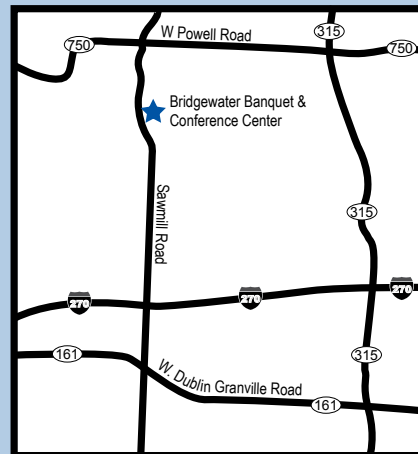 315
W Powell Road
750
750
Bridgewater Banquet &
Conference Center
Sawmill Road
315
270
270
270
161
315
W. Dublin Granville Road
161